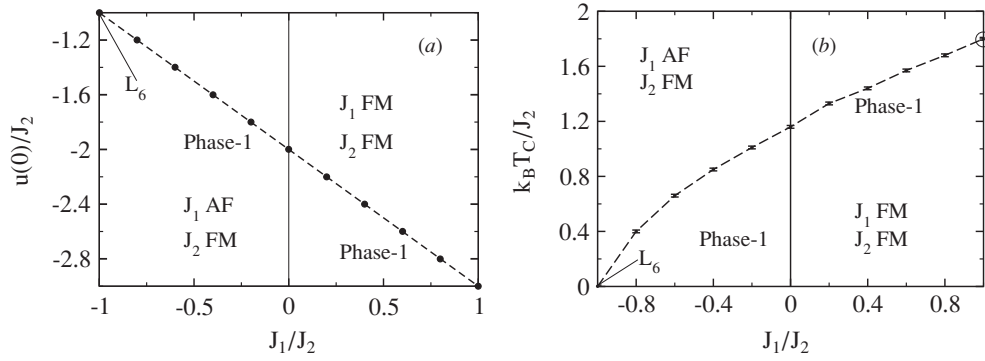 (a)
-1.2
-1.6
-2
-2.4
-2.8
u(0)/J2
L6
J1 FM
J2 FM
Phase-1
J1 AF
J2 FM
Phase-1
-1 -0.5 0 0.5 1
J1/J2
(b)
2
1.6
1.2
0.8
0.4
0
kBTC/J2
J1 AF
J2 FM
Phase-1
Phase-1
J1 FM
J2 FM
L6
-0.8 -0.4 0 0.4 0.8
J1/J2